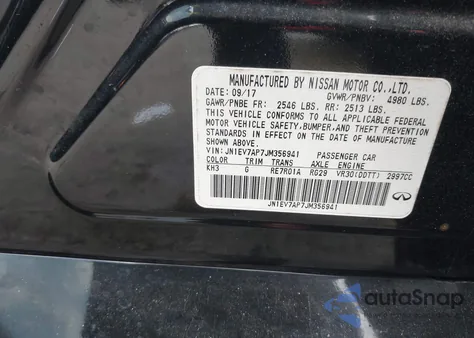 MANUFACTURED BY NISSAN MOTOR CO.,LTD.
DATE: 09/17 GVWR/PNBV: 4980 LBS.
GAWR/PNBE FR: 2546 LBS. RR: 2513 LBS.
THIS VEHICLE CONFORMS TO ALL APPLICABLE FEDERAL
MOTOR VEHICLE SAFETY,BUMPER,AND THEFT PREVENTION
STANDARDS IN EFFECT ON THE DATE OF MANUFACTURE
SHOWN ABOVE.
VIN: JN1EV7AP7JM356941 PASSENGER CAR
COLOR TRIM TRANS AXLE ENGINE
KH3 G RE7R01A RG29 VR30(DDTT) 2997CC
JN1EV7AP7JM356941
autaSnap